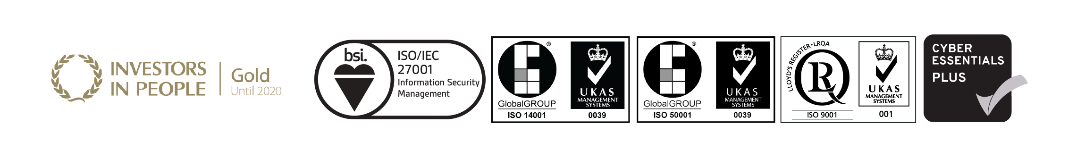 INVESTORS
IN PEOPLE
Gold
Until 2020
bsi.
ISO/IEC
27001
Information Security
Management
®
GlobalGROUP
UKAS
MANAGEMENT
SYSTEMS
ISO 14001
0039
®
GlobalGROUP
UKAS
MANAGEMENT
SYSTEMS
ISO 50001
0039
LLOYD'S REGISTER • LRQA
LR
UKAS
MANAGEMENT
SYSTEMS
ISO 9001
001
CYBER
ESSENTIALS
PLUS